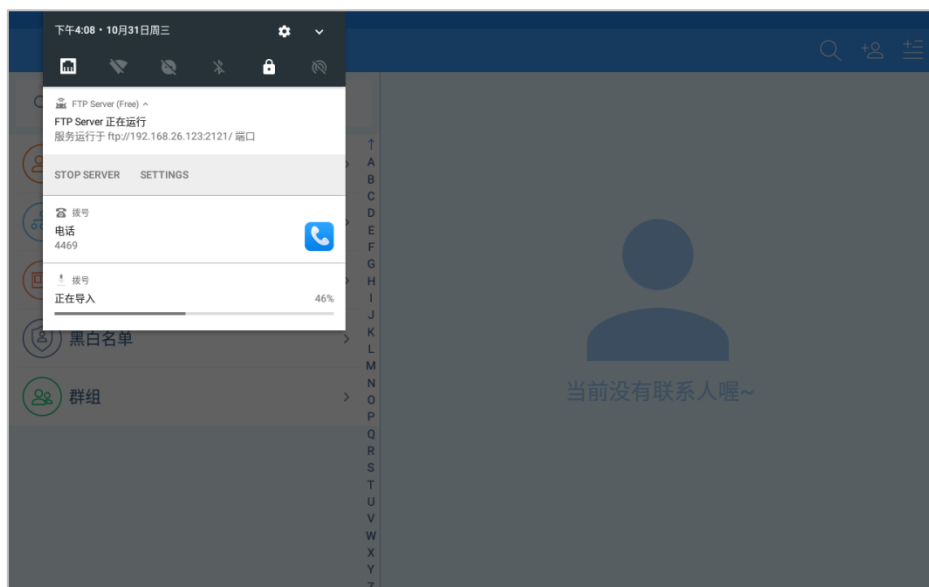 下午4:08 • 10月31日周三
FTP Server (Free)
FTP Server 正在运行
服务运行于 ftp://192.168.26.123:2121/ 端口
STOP SERVER SETTINGS
拨号
电话
4469
拨号
正在导入 46%
黑白名单
群组
↑
A
B
C
D
E
F
G
H
I
J
K
L
M
N
O
P
Q
R
S
T
U
V
W
X
Y
Z
当前没有联系人喔~